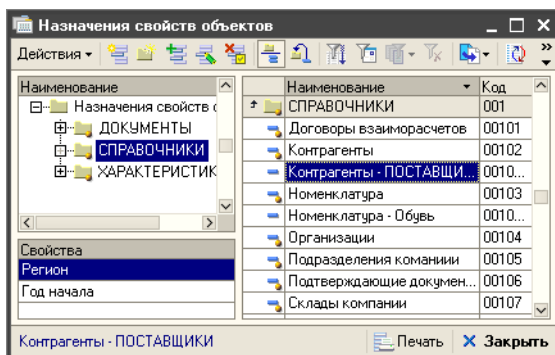 Назначения свойств объектов
Действия
Наименование
Назначения свойств с
ДОКУМЕНТЫ
СПРАВОЧНИКИ
ХАРАКТЕРИСТИК
Свойства
Регион
Год начала
Наименование Код
СПРАВОЧНИКИ 001
Договоры взаиморасчетов 00101
Контрагенты 00102
Контрагенты - ПОСТАВЩИ... 0010...
Номенклатура 00103
Номенклатура - Обувь 0010...
Организации 00104
Подразделения команиии 00105
Подтверждающие докумен... 00106
Склады компании 00107
Контрагенты - ПОСТАВЩИКИ
Печать
Закрыть